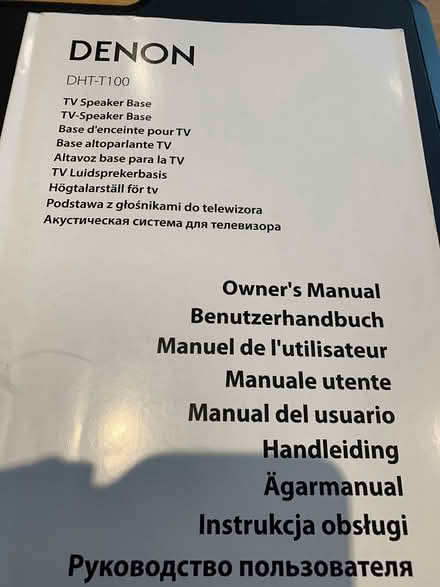 DENON
DHT-T100
TV Speaker Base
TV-Speaker Base
Base d'enceinte pour TV
Base altoparlante TV
Altavoz base para la TV
TV Luidsprekerbasis
Högtalarställ för tv
Podstawa z głośnikami do telewizora
Акустическая система для телевизора
Owner's Manual
Benutzerhandbuch
Manuel de l'utilisateur
Manuale utente
Manual del usuario
Handleiding
Ägarmanual
Instrukcja obsługi
Руководство пользователя